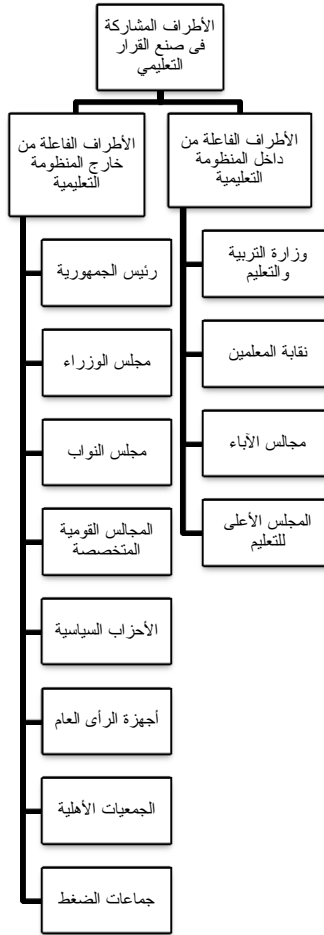 الأطراف المشاركة
فى صنع القرار
التعليمي
الأطراف الفاعلة من
داخل المنظومة
التعليمية
وزارة التربية
والتعليم
نقابة المعلمين
مجالس الآباء
المجلس الأعلى
للتعليم
الأطراف الفاعلة من
خارج المنظومة
التعليمية
رئيس الجمهورية
مجلس الوزراء
مجلس النواب
المجالس القومية
المتخصصة
الأحزاب السياسية
أجهزة الرأى العام
الجمعيات الأهلية
جماعات الضغط